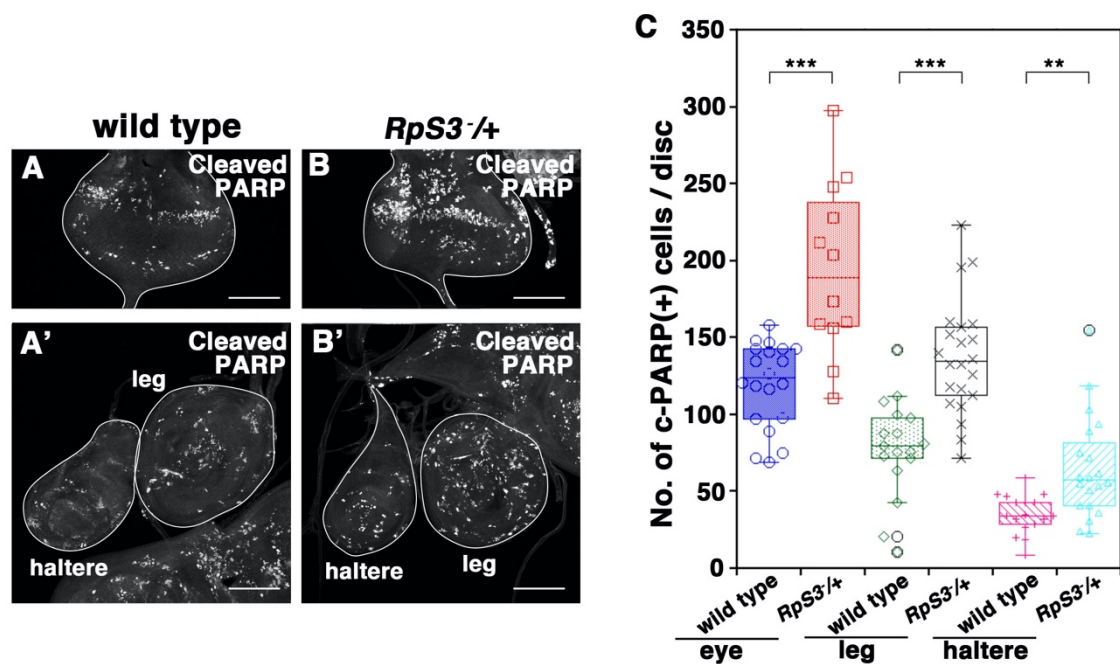 wild type
RpS3⁻/+
A
Cleaved
PARP
B
Cleaved
PARP
A'
Cleaved
PARP
leg
haltere
B'
Cleaved
PARP
haltere
leg
C
No. of c-PARP(+) cells / disc
350
300
250
200
150
100
50
0
***
***
**
wild type
RpS3⁻/+
wild type
RpS3⁻/+
wild type
RpS3⁻/+
eye
leg
haltere